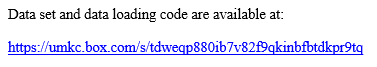 Data set and data loading code are available at:
https://umkc.box.com/s/tdweqp880ib7v82f9qkinbfbtdkpr9tq